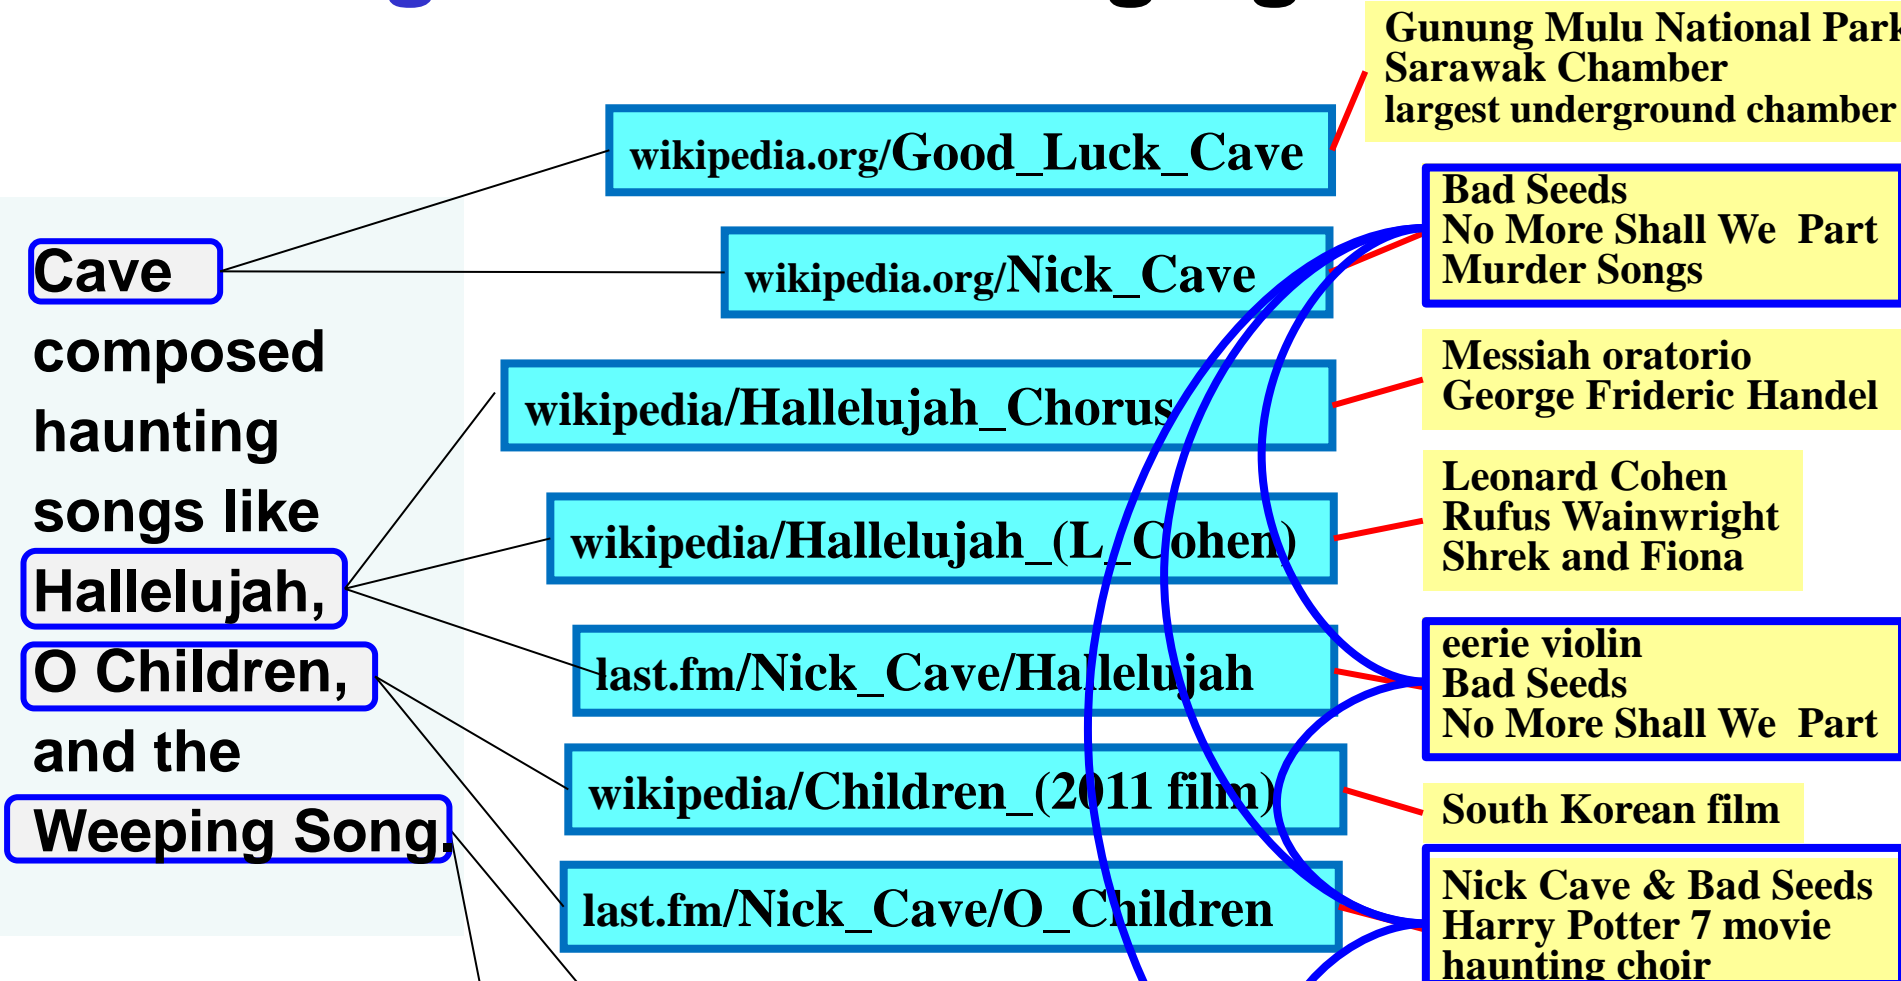 Cave
composed
haunting
songs like
Hallelujah,
O Children,
and the
Weeping Song.
wikipedia.org/Good_Luck_Cave
wikipedia.org/Nick_Cave
wikipedia/Hallelujah_Chorus
wikipedia/Hallelujah_(L_Cohen)
last.fm/Nick_Cave/Hallelujah
wikipedia/Children_(2011 film)
last.fm/Nick_Cave/O_Children
Gunung Mulu National Park
Sarawak Chamber
largest underground chamber
Bad Seeds
No More Shall We Part
Murder Songs
Messiah oratorio
George Frideric Handel
Leonard Cohen
Rufus Wainwright
Shrek and Fiona
eerie violin
Bad Seeds
No More Shall We Part
South Korean film
Nick Cave & Bad Seeds
Harry Potter 7 movie
haunting choir